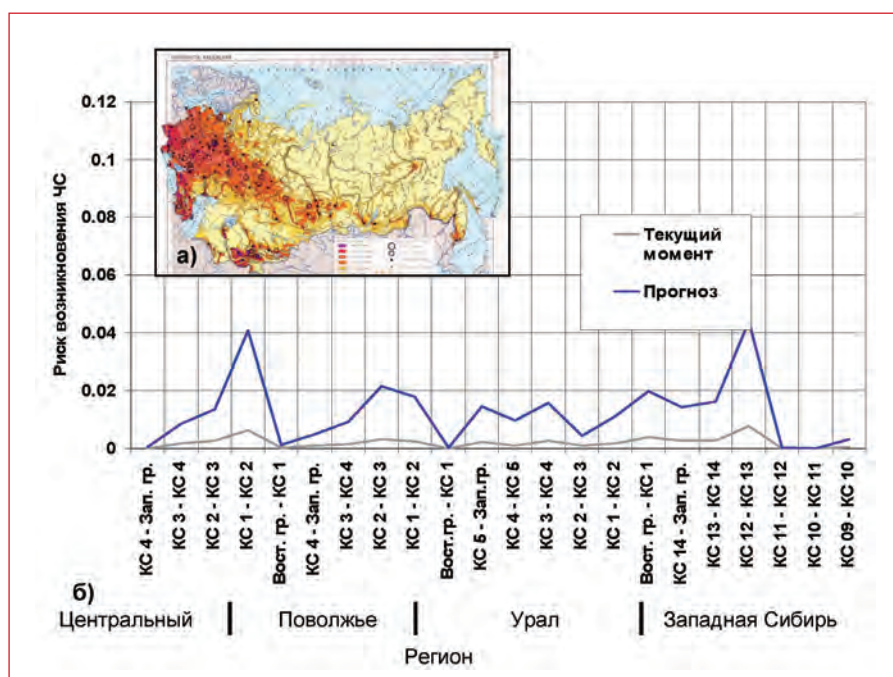 а)
0.12
0.1
0.08
0.06
0.04
0.02
0
Риск возникновения ЧС
Текущий
момент
Прогноз
КС 4 - Зап. гр.
КС 3 - КС 4
КС 2 - КС 3
КС 1 - КС 2
Вост. гр. - КС 1
КС 4 - Зап. гр.
КС 3 - КС 4
КС 2 - КС 3
КС 1 - КС 2
Вост.гр. - КС 1
КС 5 - Зап.гр.
КС 4 - КС 5
КС 3 - КС 4
КС 2 - КС 3
КС 1 - КС 2
Вост. гр. - КС 1
КС 14 - Зап. гр.
КС 13 - КС 14
КС 12 - КС 13
КС 11 - КС 12
КС 10 - КС 11
КС 09 - КС 10
б)
Центральный | Поволжье | Урал | Западная Сибирь
Регион